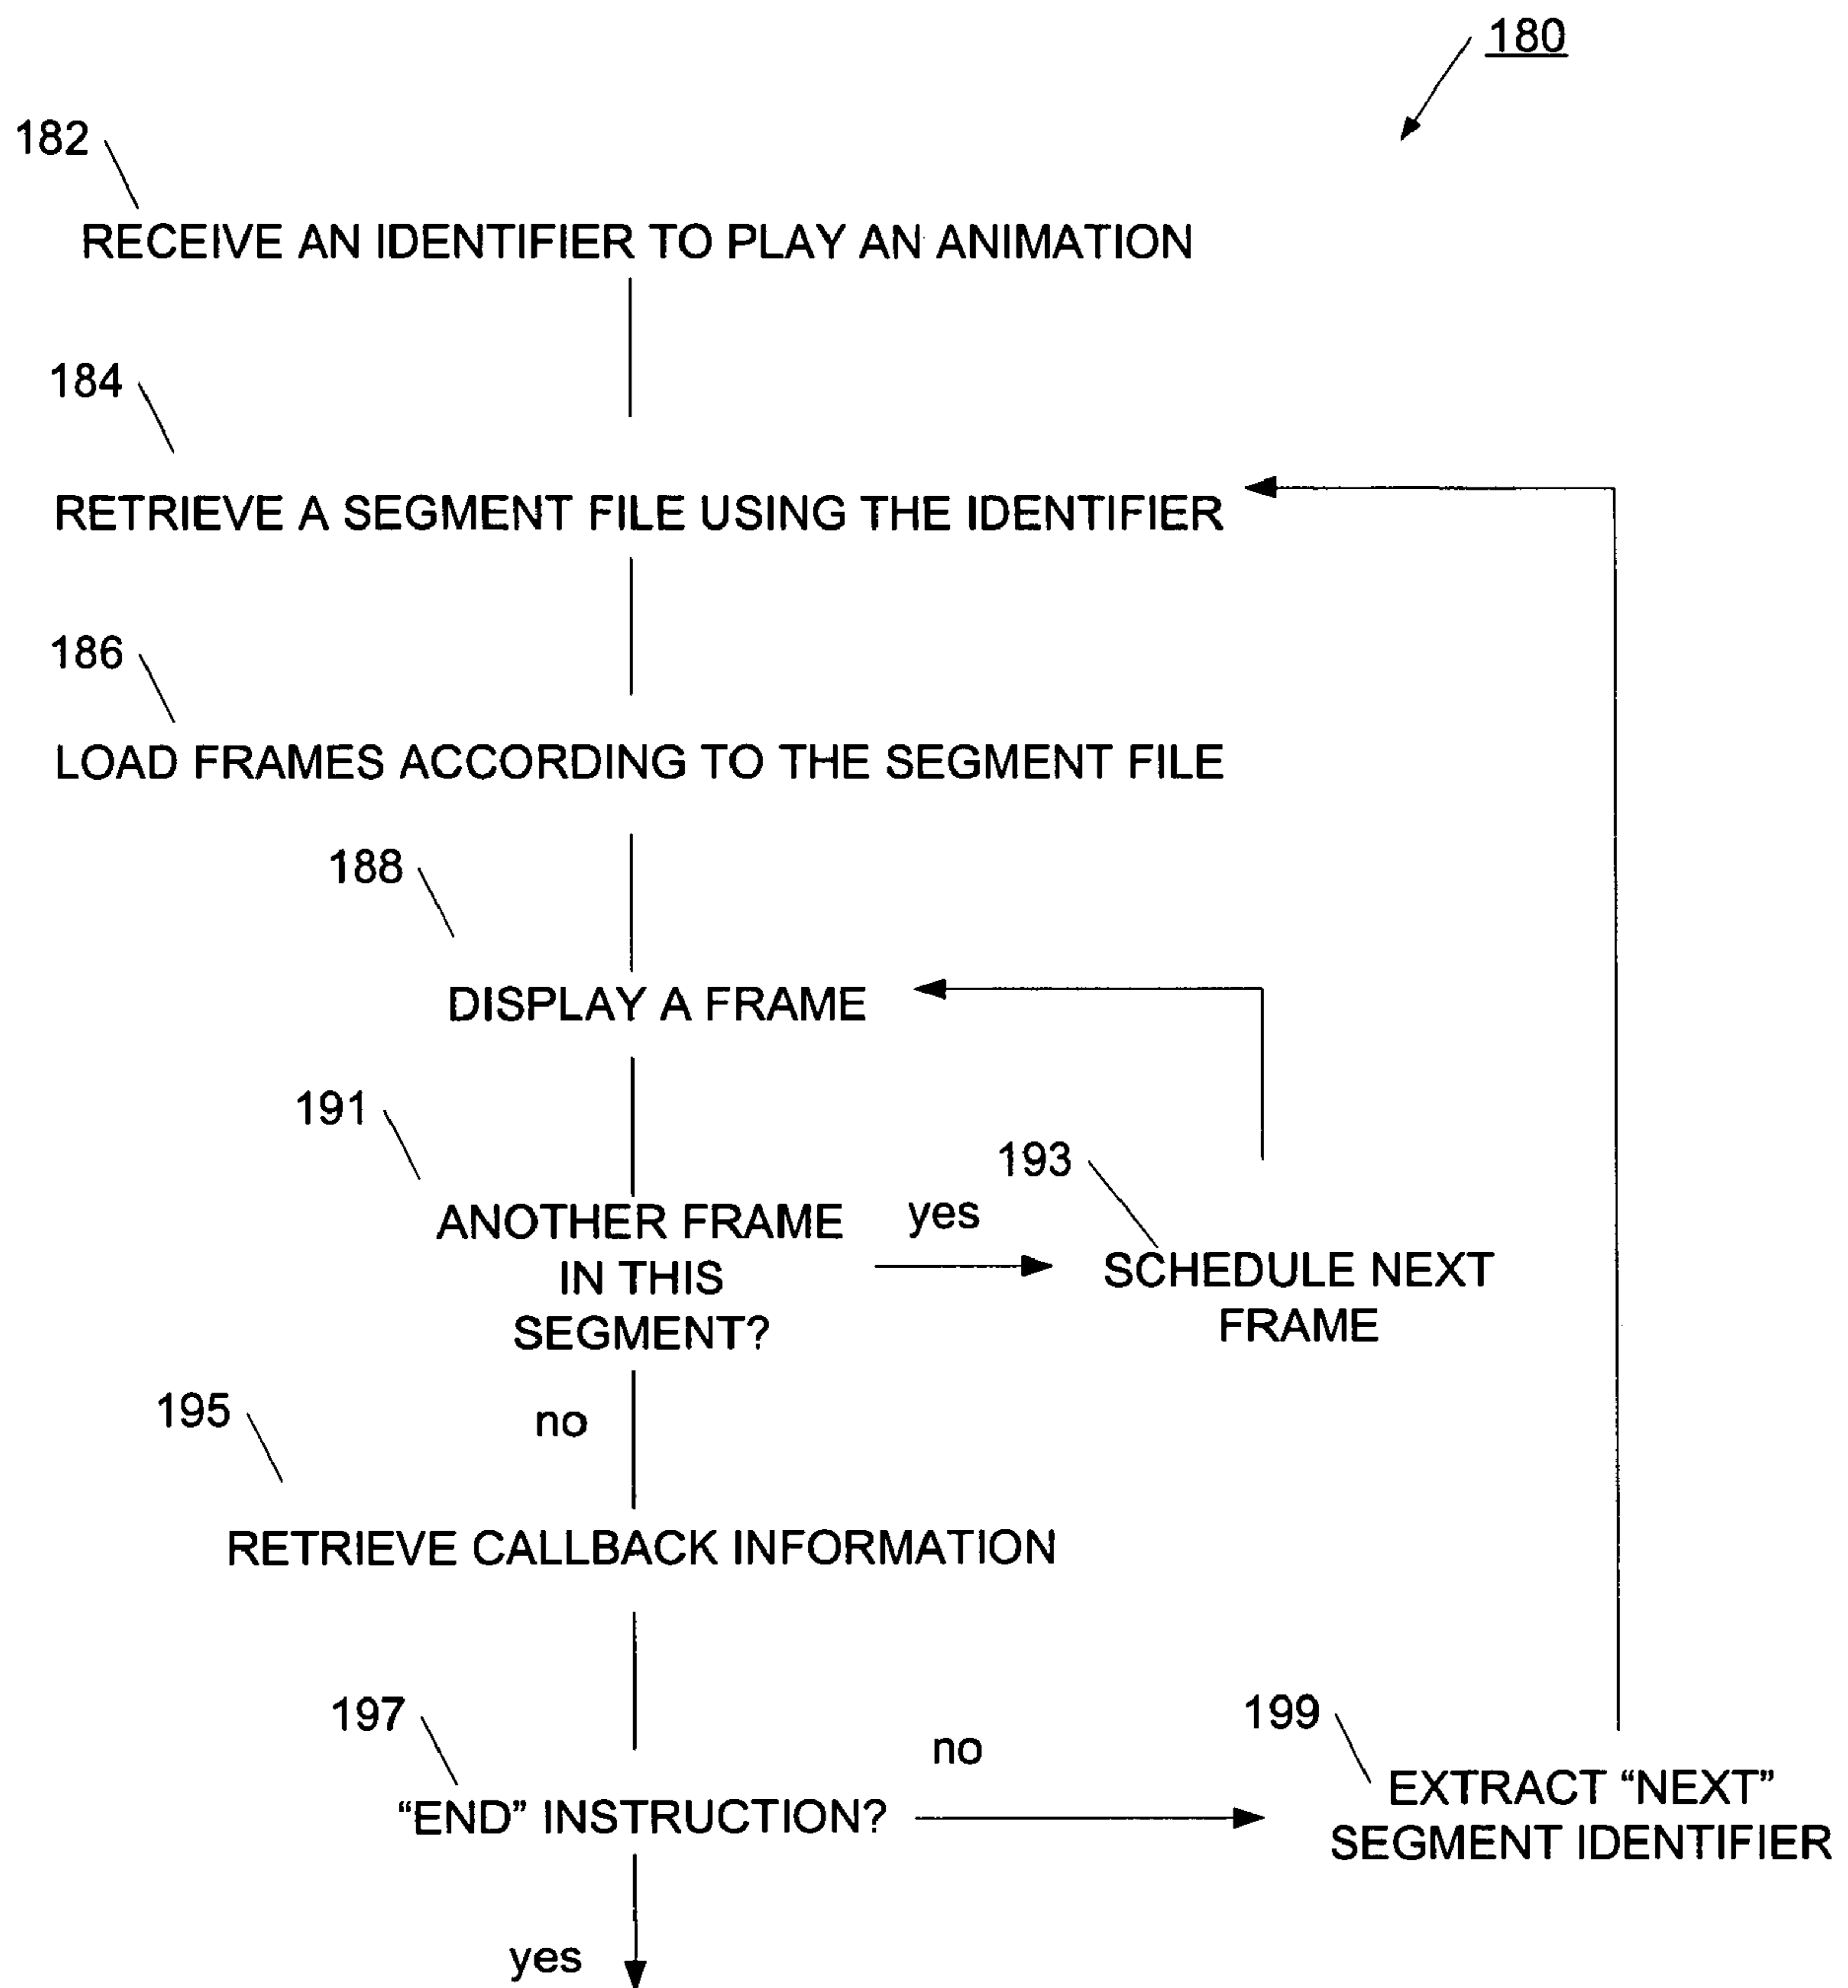 180
182
RECEIVE AN IDENTIFIER TO PLAY AN ANIMATION
184
RETRIEVE A SEGMENT FILE USING THE IDENTIFIER
186
LOAD FRAMES ACCORDING TO THE SEGMENT FILE
188
DISPLAY A FRAME
191
ANOTHER FRAME
IN THIS
SEGMENT?
yes
193
SCHEDULE NEXT
FRAME
no
195
RETRIEVE CALLBACK INFORMATION
197
“END” INSTRUCTION?
no
199
EXTRACT “NEXT”
SEGMENT IDENTIFIER
yes